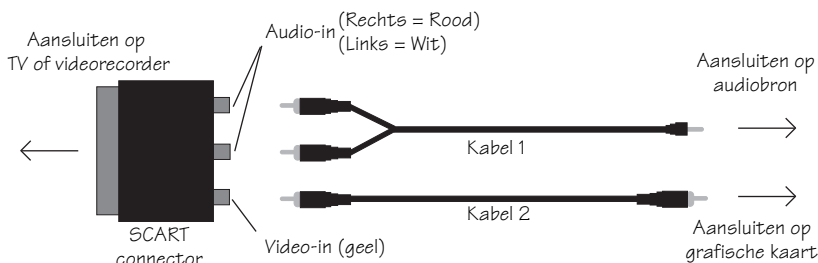 Aansluiten op
TV of videorecorder
Audio-in (Rechts = Rood)
(Links = Wit)
Aansluiten op
audiobron
Kabel 1
Kabel 2
SCART
connector
Video-in (geel)
Aansluiten op
grafische kaart